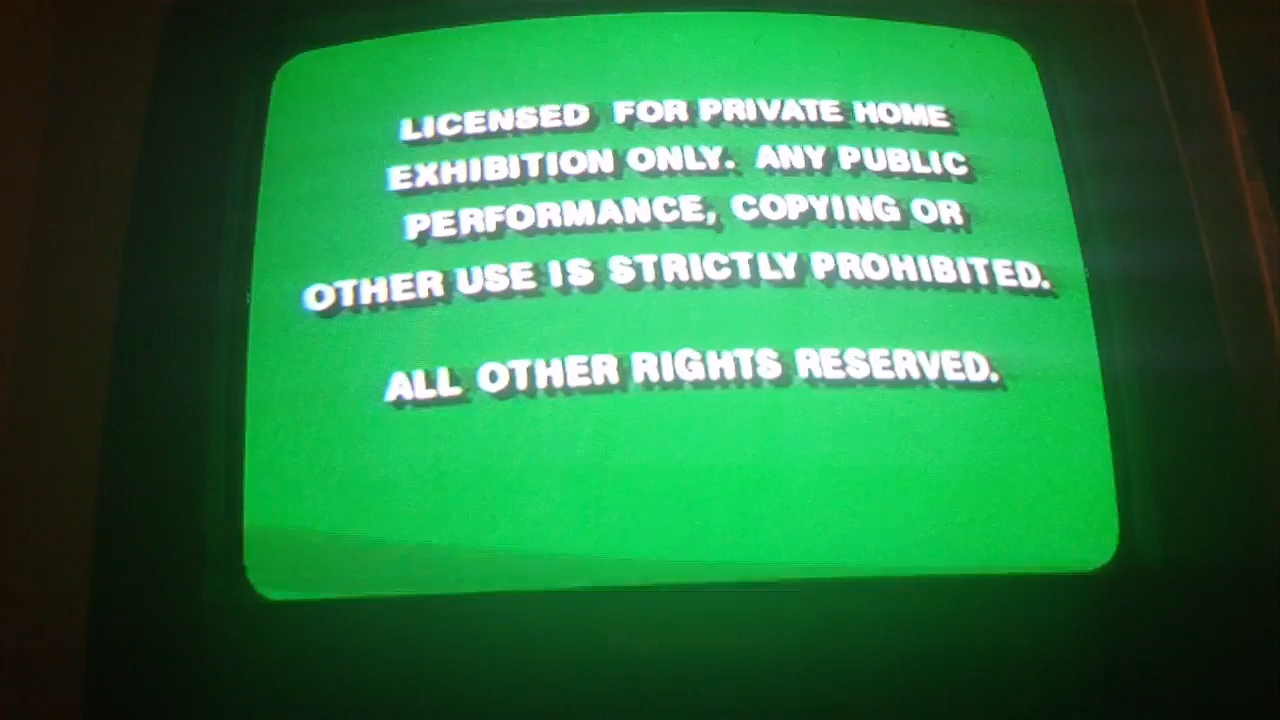 LICENSED FOR PRIVATE HOME
EXHIBITION ONLY. ANY PUBLIC
PERFORMANCE, COPYING OR
OTHER USE IS STRICTLY PROHIBITED.
ALL OTHER RIGHTS RESERVED.